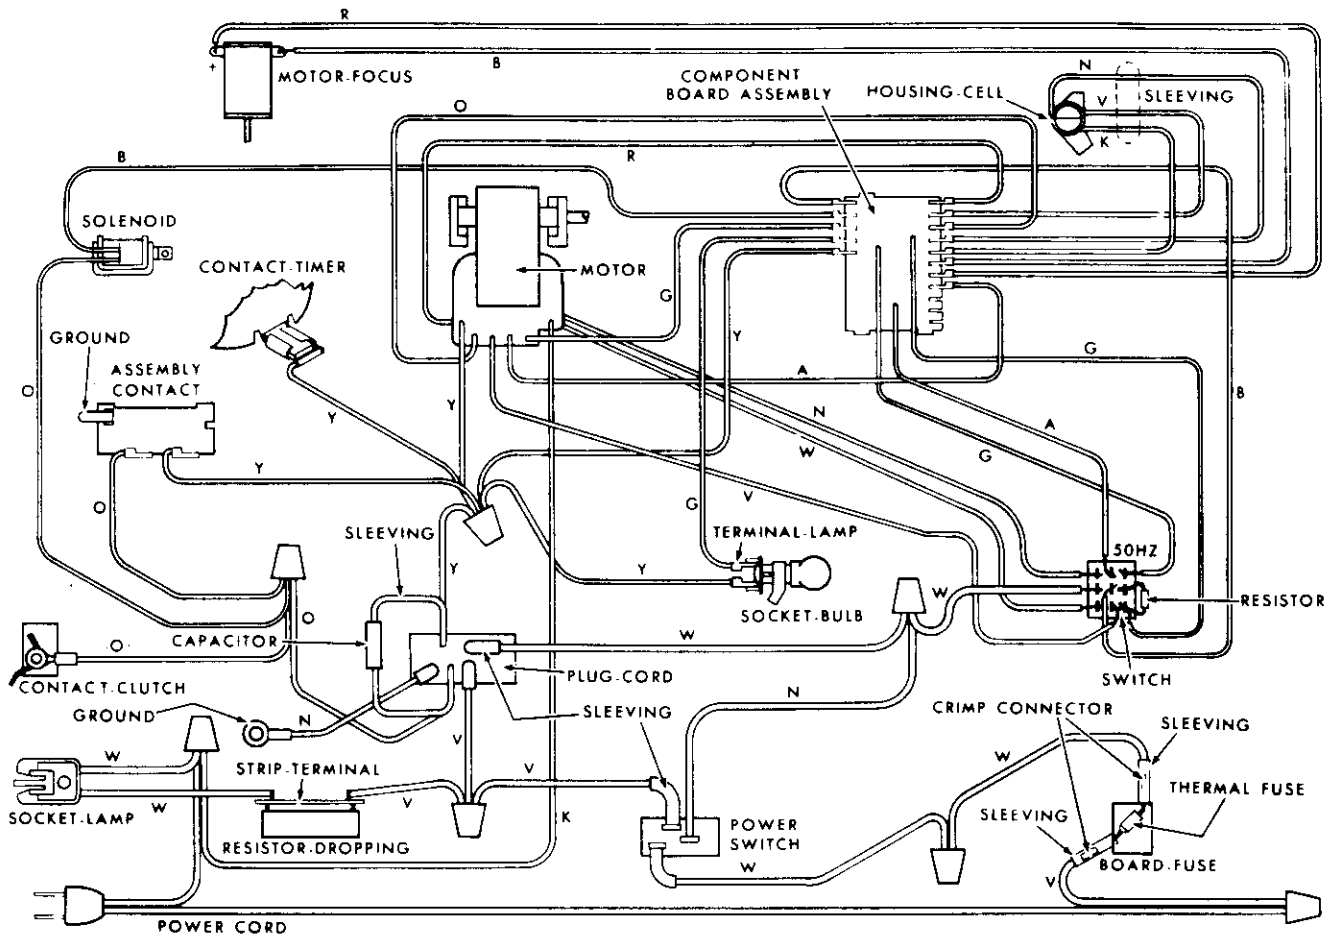 R
+
MOTOR-FOCUS
B
COMPONENT
BOARD ASSEMBLY
HOUSING-CELL
N
V
SLEEVING
K
O
R
B
SOLENOID
CONTACT-TIMER
MOTOR
G
GROUND
Y
G
ASSEMBLY
CONTACT
O
Y
Y
A
N
W
A
G
B
Y
O
V
G
SLEEVING
TERMINAL-LAMP
50HZ
Y
Y
SOCKET-BULB
W
RESISTOR
O
CAPACITOR
O
W
CONTACT-CLUTCH
PLUG-CORD
SWITCH
GROUND
N
SLEEVING
N
CRIMP CONNECTOR
SLEEVING
W
STRIP-TERMINAL
V
V
W
THERMAL FUSE
W
V
SOCKET-LAMP
K
POWER
SWITCH
SLEEVING
RESISTOR-DROPPING
W
BOARD-FUSE
V
POWER CORD